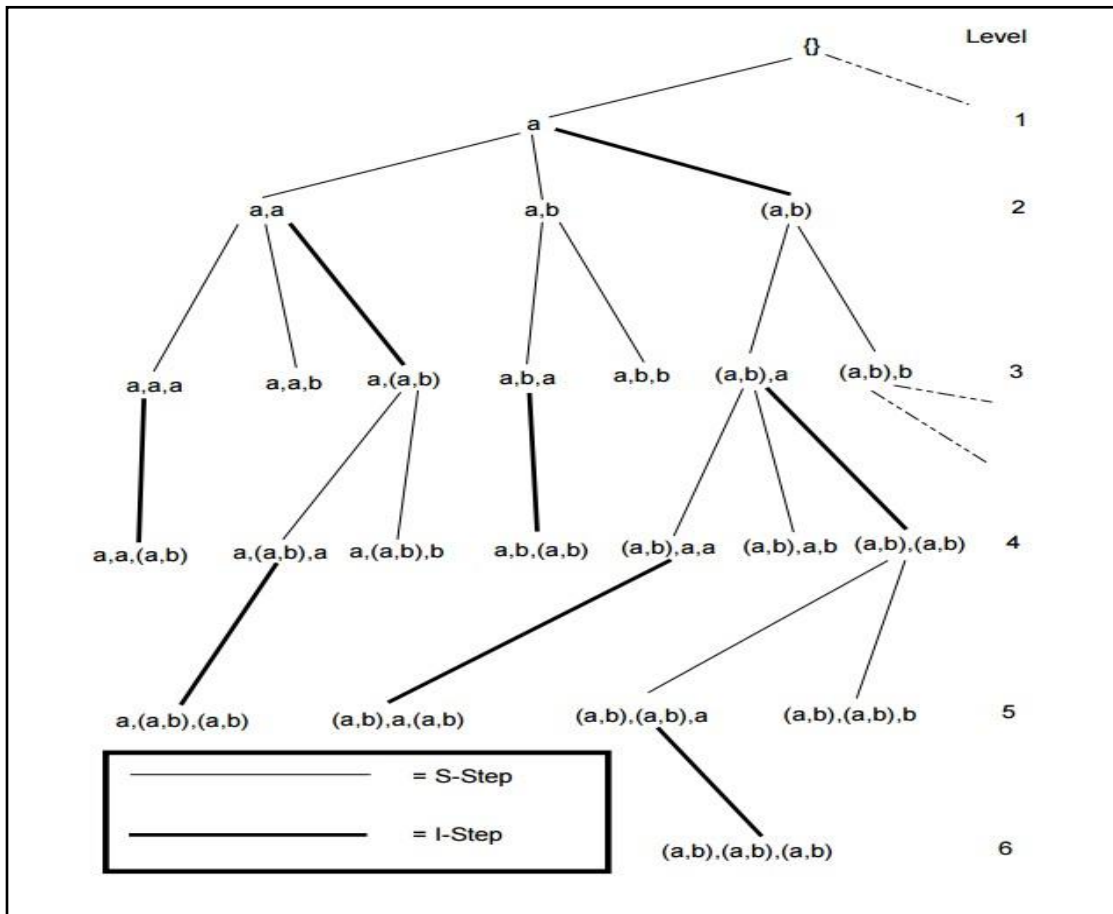 {} Level
a 1
a,a a,b (a,b) 2
a,a,a a,a,b a,(a,b) a,b,a a,b,b (a,b),a (a,b),b 3
a,a,(a,b) a,(a,b),a a,(a,b),b a,b,(a,b) (a,b),a,a (a,b),a,b (a,b),(a,b) 4
a,(a,b),(a,b) (a,b),a,(a,b) (a,b),(a,b),a (a,b),(a,b),b 5
= S-Step
= I-Step
(a,b),(a,b),(a,b) 6